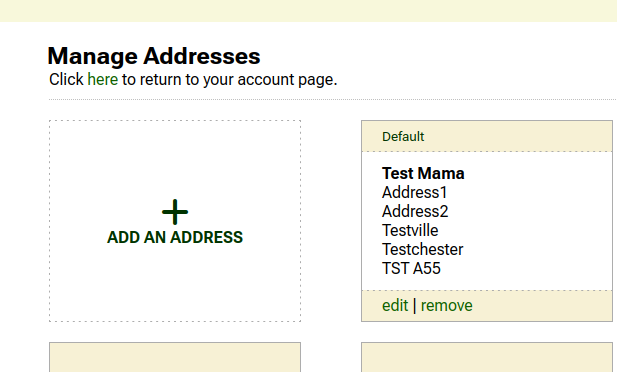 Manage Addresses
Click here to return to your account page.
ADD AN ADDRESS
Default
Test Mama
Address1
Address2
Testville
Testchester
TST A55
edit | remove